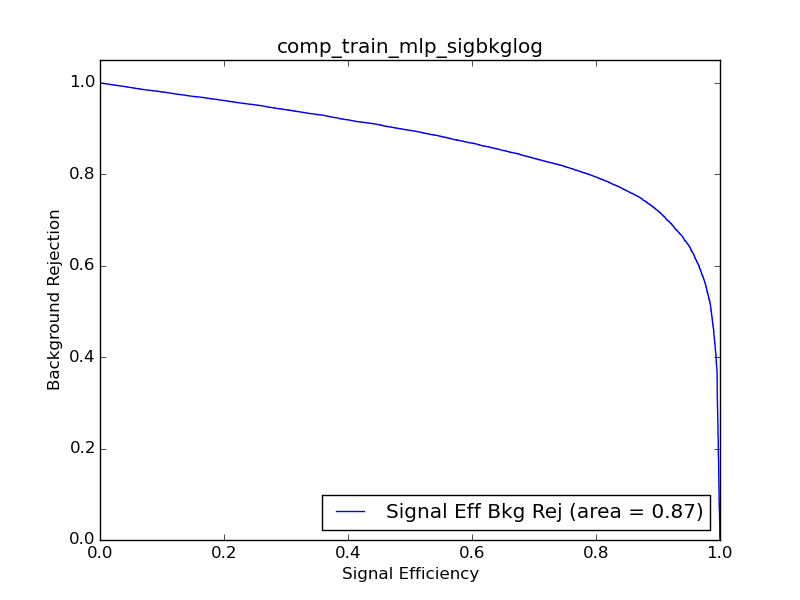 comp_train_mlp_sigbkglog
1.0
0.8
0.6
0.4
0.2
0.0
Background Rejection
Signal Eff Bkg Rej (area = 0.87)
0.0 0.2 0.4 0.6 0.8 1.0
Signal Efficiency